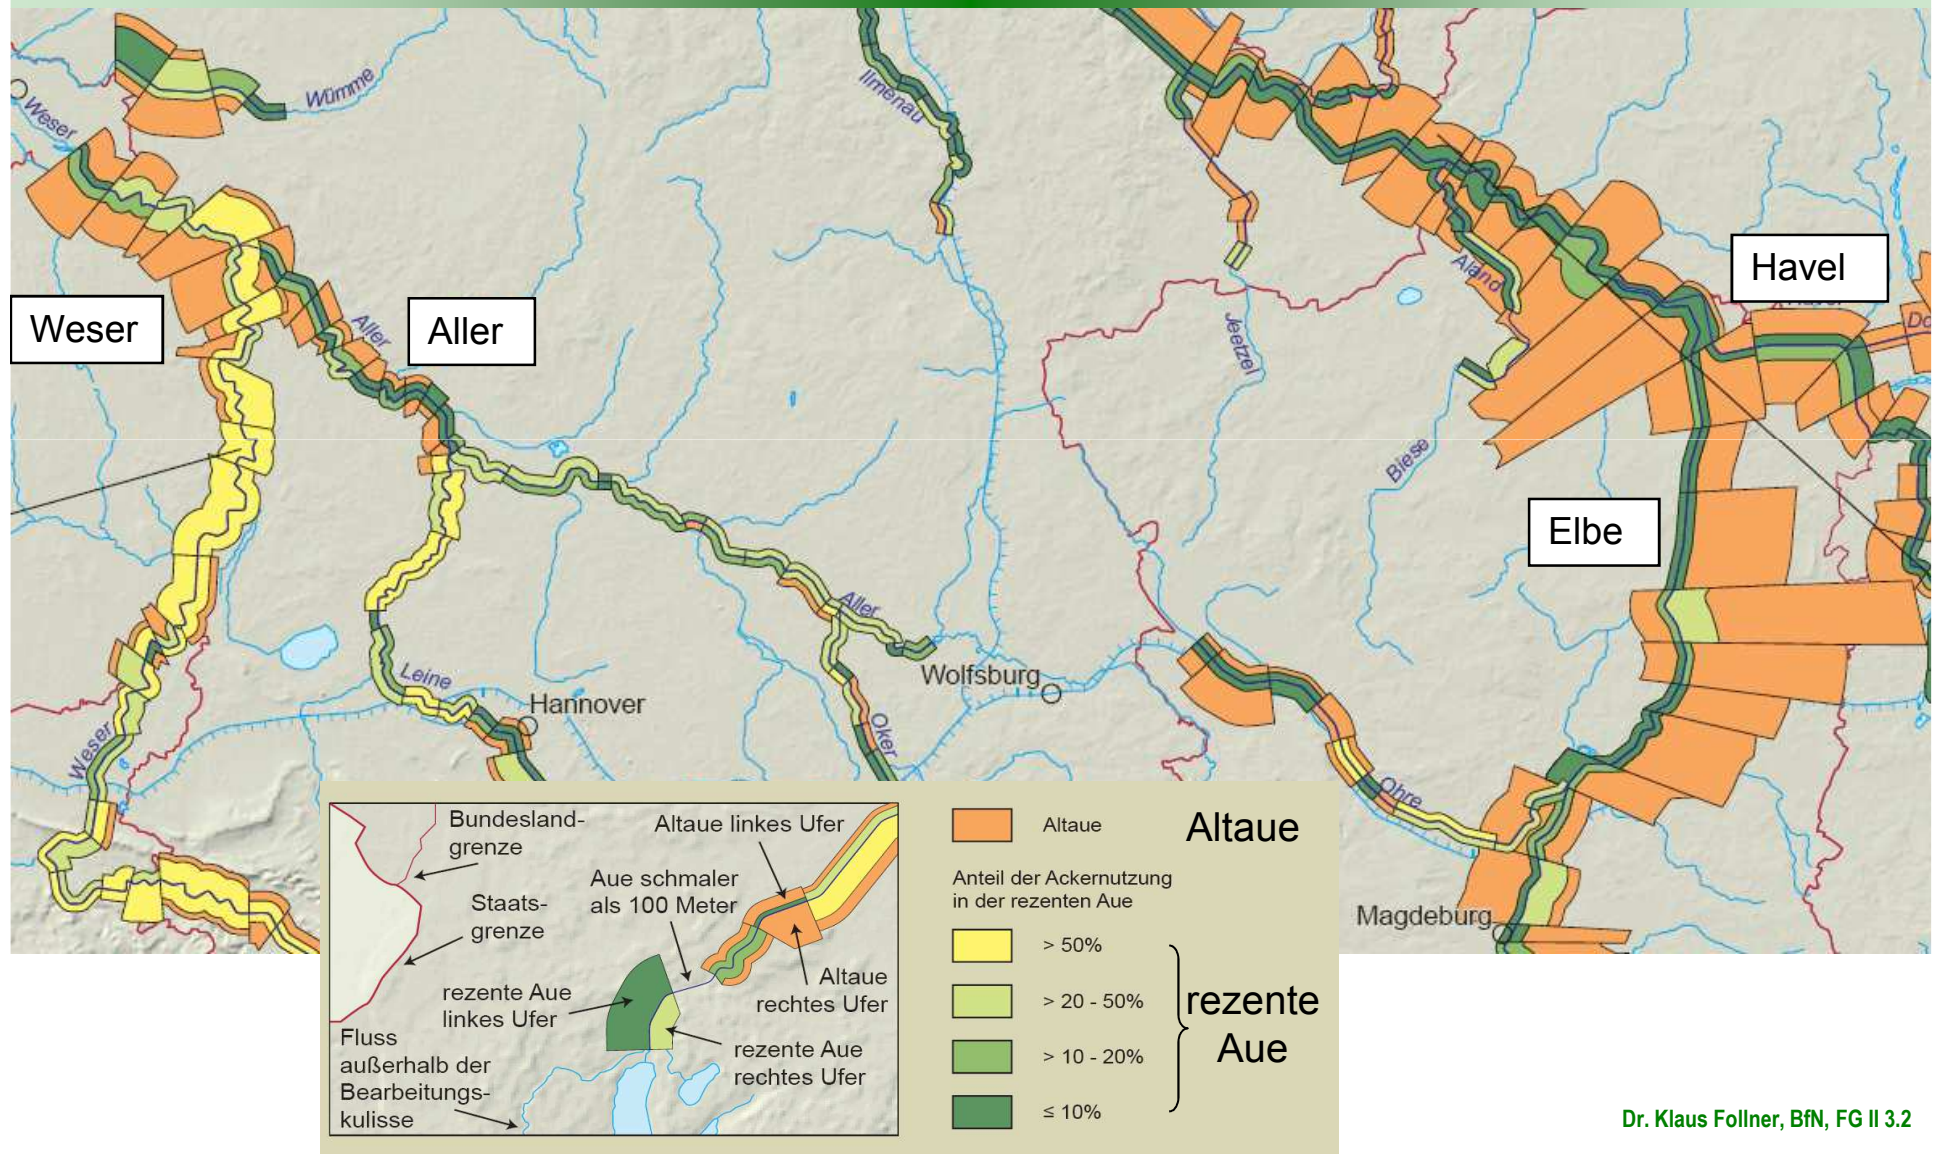 Wümme
Weser
Ilmenau
Havel
Aland
Weser
Aller
Aller
Jeetzel
Biese
Elbe
Aller
Wolfsburg
Leine
Hannover
Oker
Weser
Ohre
Magdeburg
Bundesland-
grenze
Altaue linkes Ufer
Aue schmaler
als 100 Meter
Staats-
grenze
Altaue
rechtes Ufer
rezente Aue
linkes Ufer
rezente Aue
rechtes Ufer
Fluss
außerhalb der
Bearbeitungs-
kulisse
Altaue
Altaue
Anteil der Ackernutzung
in der rezenten Aue
> 50%
> 20 - 50%
> 10 - 20%
≤ 10%
rezente
Aue
Dr. Klaus Follner, BfN, FG II 3.2